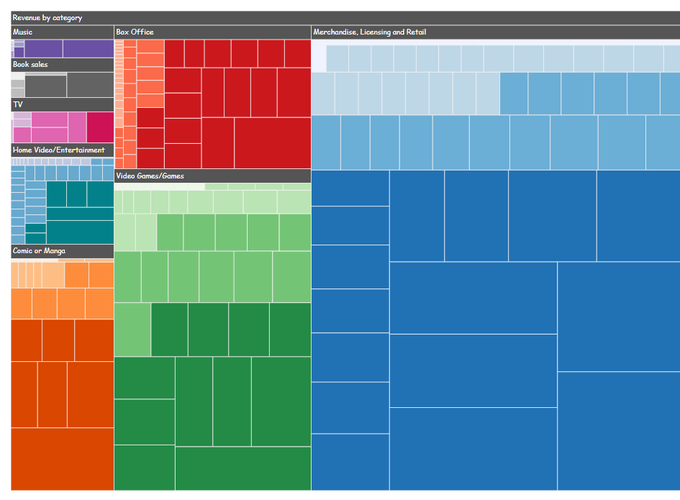 Revenue by category
Music
Box Office
Merchandise, Licensing and Retail
Book sales
TV
Home Video/Entertainment
Video Games/Games
Comic or Manga